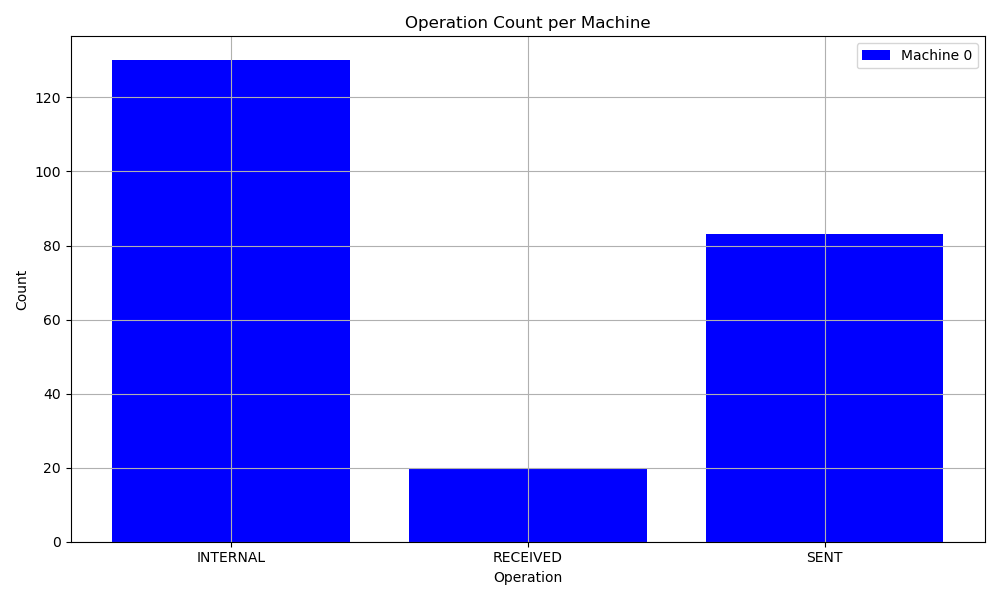 Operation Count per Machine
Machine 0
120
100
80
60
40
20
0
Count
INTERNAL
RECEIVED
SENT
Operation